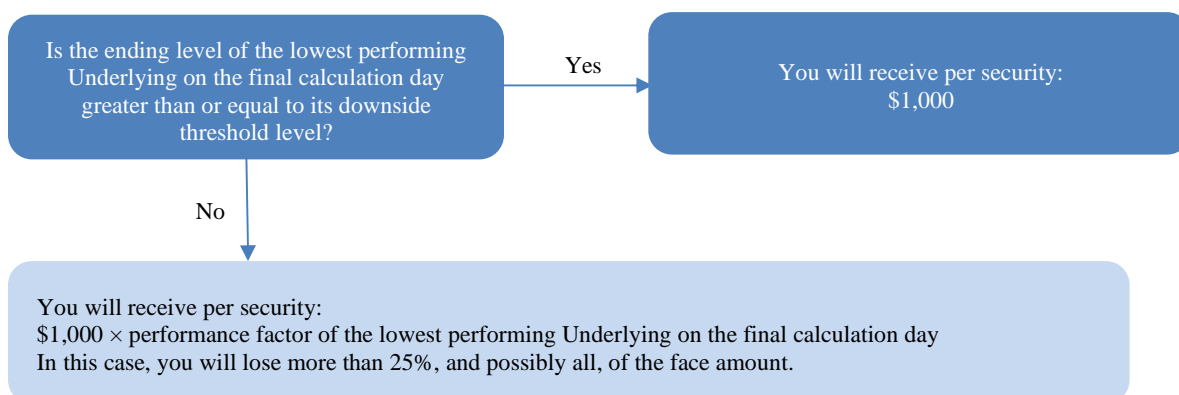 Is the ending level of the lowest performing
Underlying on the final calculation day
greater than or equal to its downside
threshold level?
Yes
You will receive per security:
$1,000
No
You will receive per security:
$1,000 × performance factor of the lowest performing Underlying on the final calculation day
In this case, you will lose more than 25%, and possibly all, of the face amount.